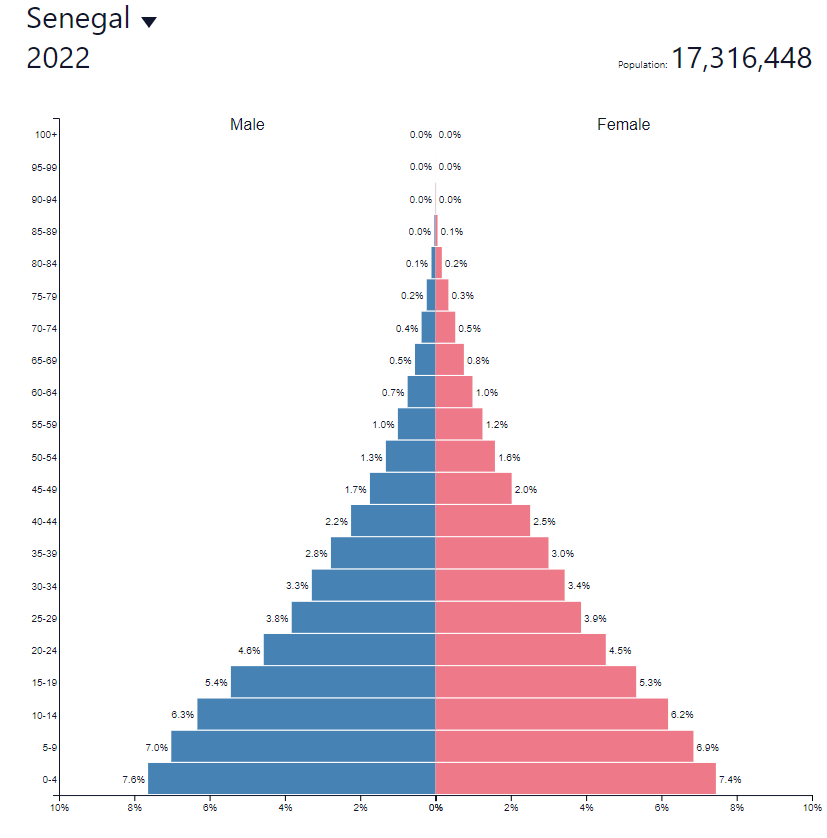 Senegal
2022
Population: 17,316,448
Male Female
100+ 0.0% 0.0%
95-99 0.0% 0.0%
90-94 0.0% 0.0%
85-89 0.0% 0.1%
80-84 0.1% 0.2%
75-79 0.2% 0.3%
70-74 0.4% 0.5%
65-69 0.5% 0.8%
60-64 0.7% 1.0%
55-59 1.0% 1.2%
50-54 1.3% 1.6%
45-49 1.7% 2.0%
40-44 2.2% 2.5%
35-39 2.8% 3.0%
30-34 3.3% 3.4%
25-29 3.8% 3.9%
20-24 4.6% 4.5%
15-19 5.4% 5.3%
10-14 6.3% 6.2%
5-9 7.0% 6.9%
0-4 7.6% 7.4%
10% 8% 6% 4% 2% 0% 2% 4% 6% 8% 10%